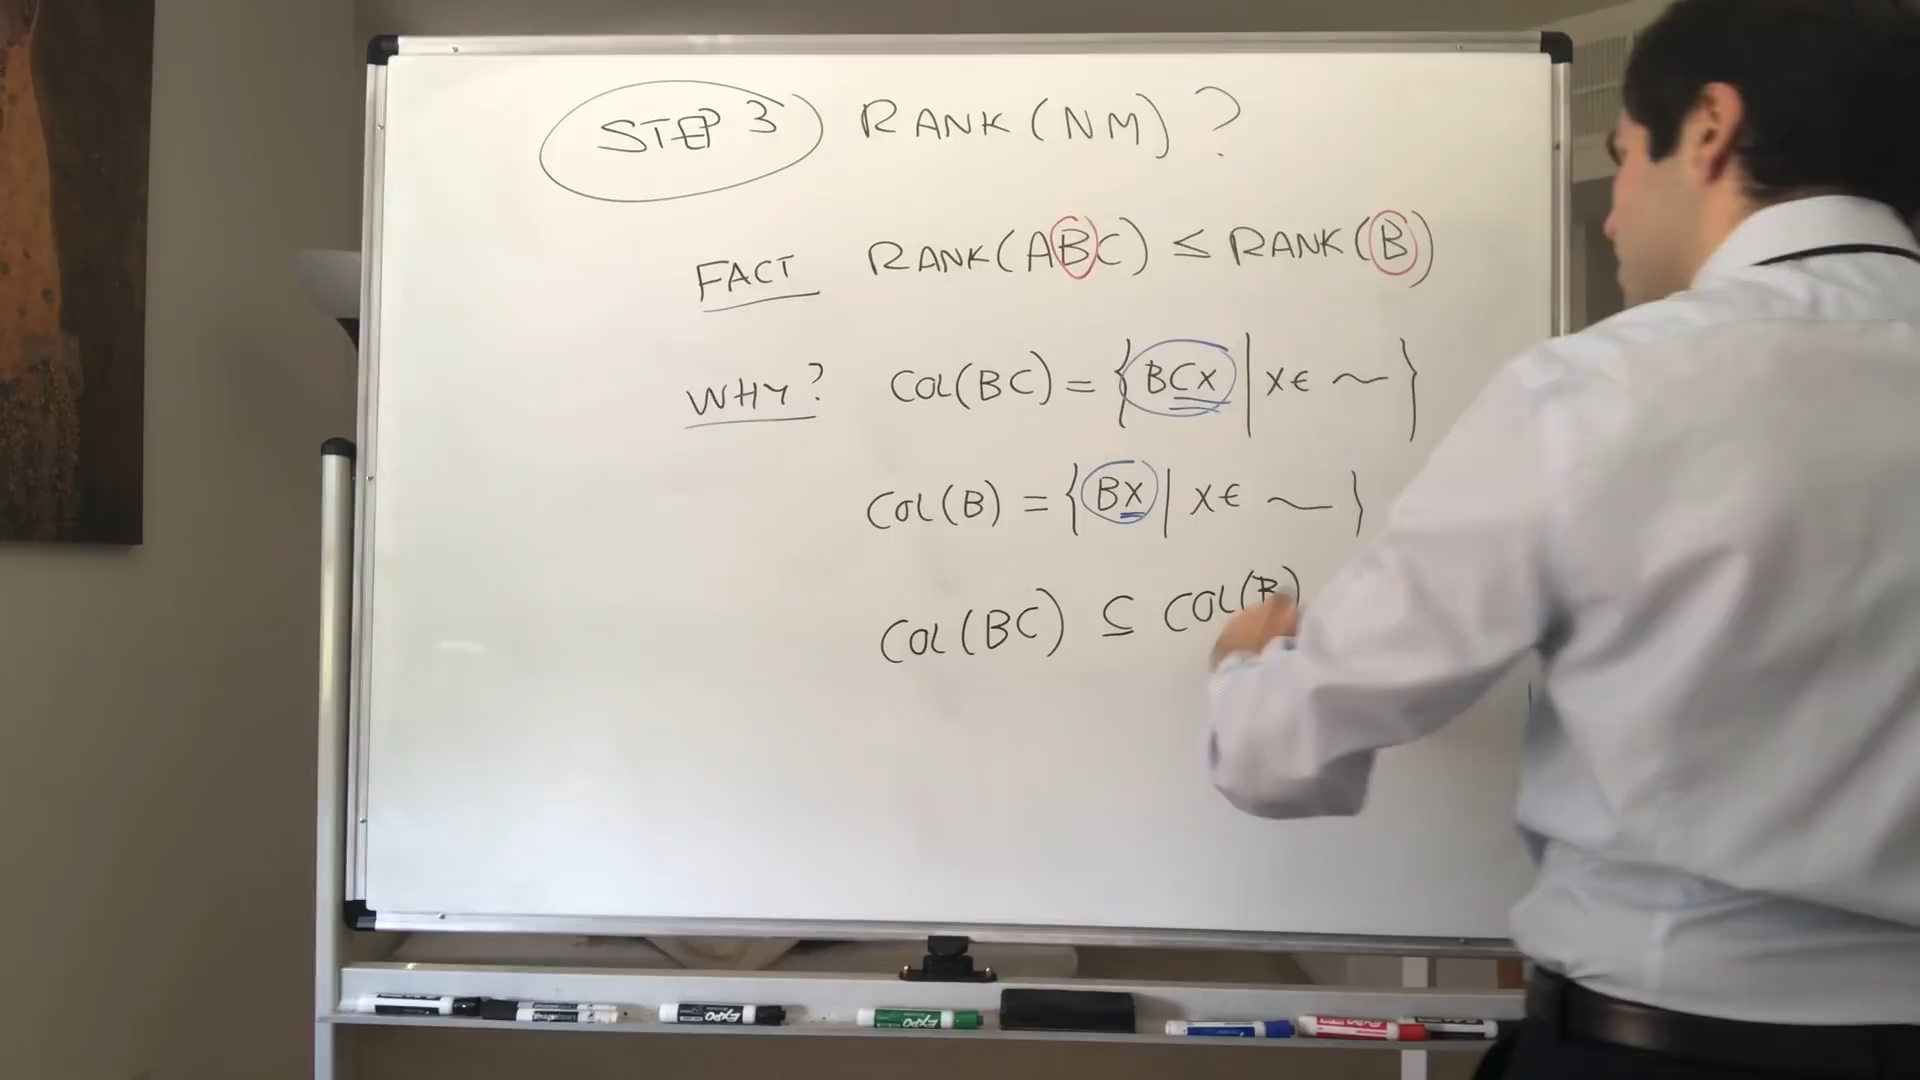 STEP 3) RANK(NM)?
FACT RANK(ABC) ≤ RANK(B)
WHY? COL(BC) = {BCX | X ∈ ~ }
COL(B) = {BX | X ∈ ~ }
COL(BC) ⊆ COL(B)
EXPO
EXPO